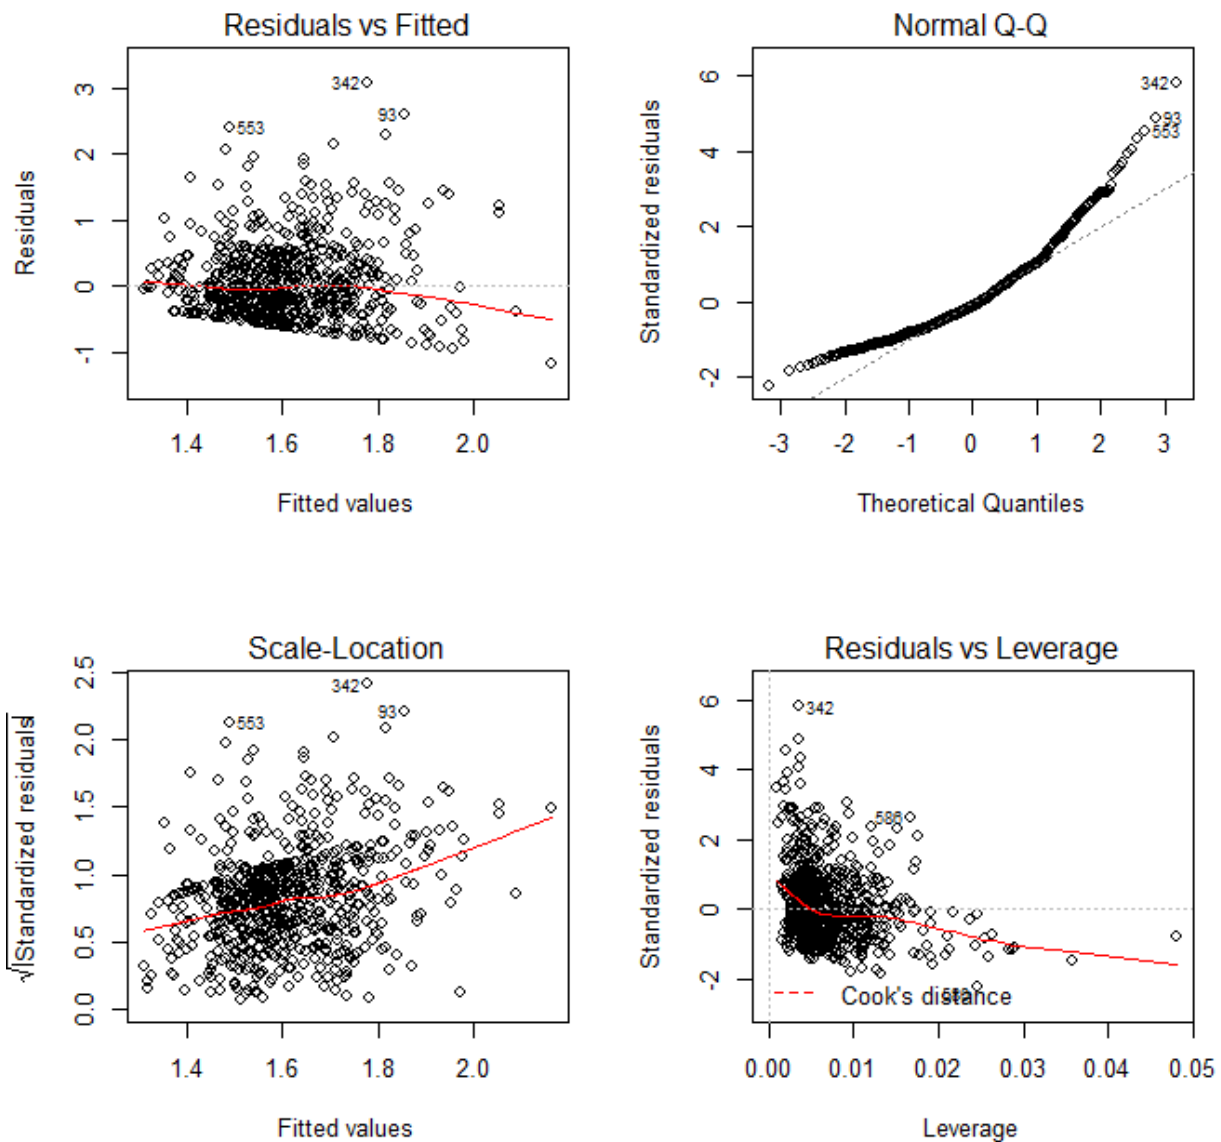 Residuals vs Fitted
Residuals
3
2
1
0
-1
342
93
553
1.4 1.6 1.8 2.0
Fitted values
Normal Q-Q
Standardized residuals
6
4
2
0
-2
342
93
553
-3 -2 -1 0 1 2 3
Theoretical Quantiles
Scale-Location
√|Standardized residuals|
2.5
2.0
1.5
1.0
0.5
0.0
342
93
553
1.4 1.6 1.8 2.0
Fitted values
Residuals vs Leverage
Standardized residuals
6
4
2
0
-2
342
586
Cook's distance
0.00 0.01 0.02 0.03 0.04 0.05
Leverage